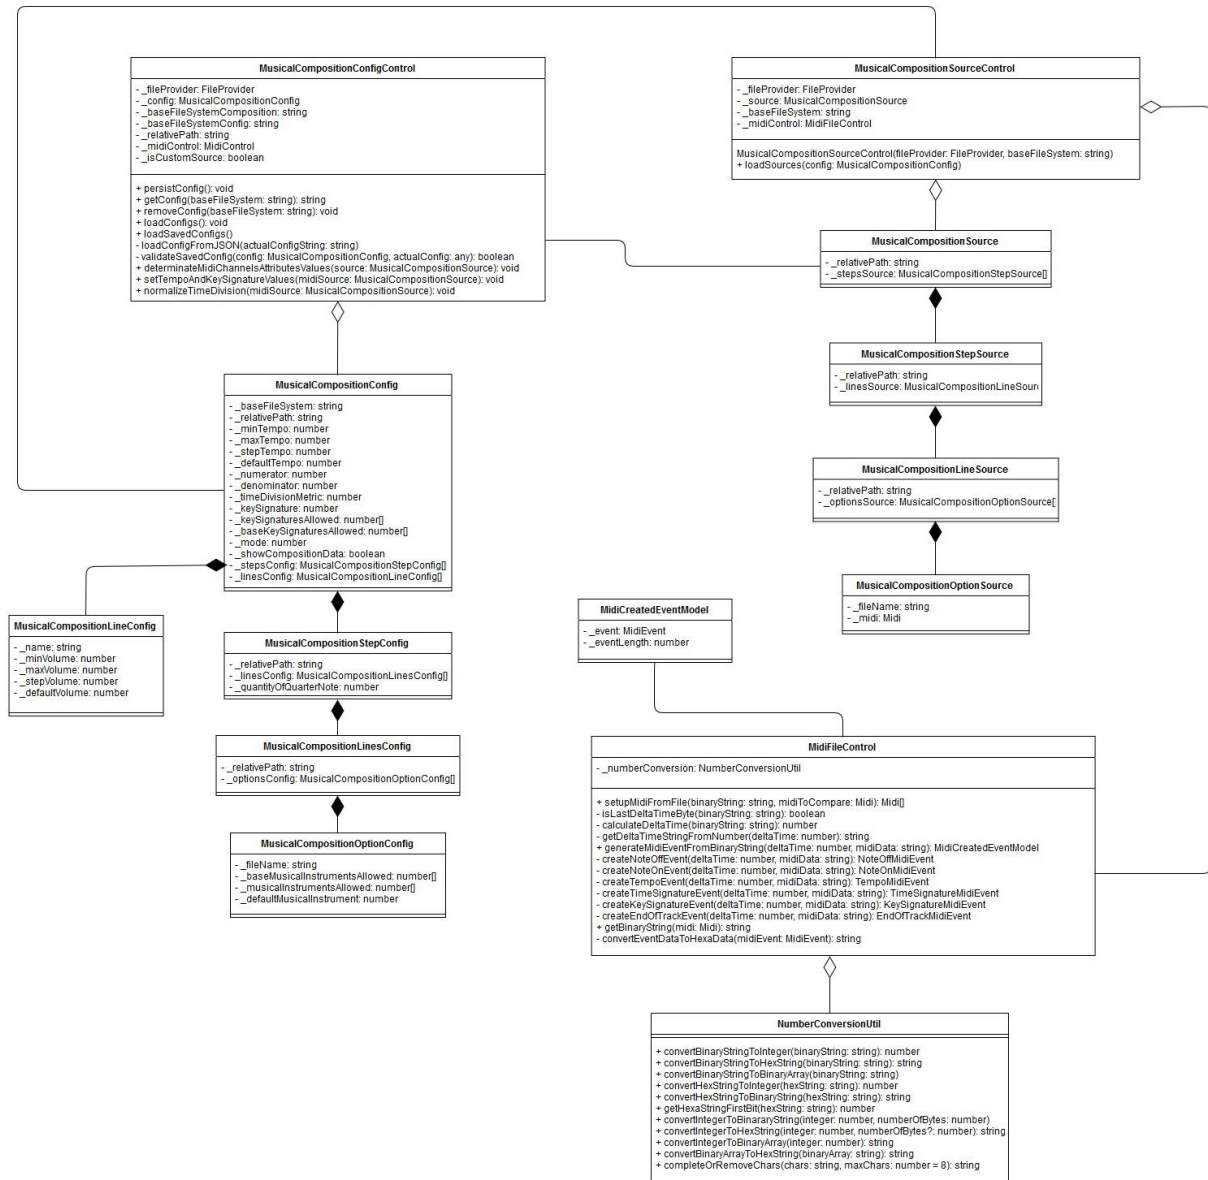 MusicalCompositionConfigControl
- _fileProvider: FileProvider
- _config: MusicalCompositionConfig
- _baseFileSystemComposition: string
- _baseFileSystemConfig: string
- _relativePath: string
- _midiControl: MidiControl
- _isCustomSource: boolean
+ persistConfig(): void
+ getConfig(baseFileSystem: string): string
+ removeConfig(baseFileSystem: string): void
+ loadConfigs(): void
+ loadSavedConfigs()
- loadConfigFromJSON(actualConfigString: string)
- validateSavedConfig(config: MusicalCompositionConfig, actualConfig: any): boolean
+ determinateMidiChannelsAttributesValues(source: MusicalCompositionSource): void
+ setTempoAndKeySignatureValues(midiSource: MusicalCompositionSource): void
+ normalizeTimeDivision(midiSource: MusicalCompositionSource): void
MusicalCompositionSourceControl
- _fileProvider: FileProvider
- _source: MusicalCompositionSource
- _baseFileSystem: string
- _midiControl: MidiFileControl
MusicalCompositionSourceControl(fileProvider: FileProvider, baseFileSystem: string)
+ loadSources(config: MusicalCompositionConfig)
MusicalCompositionSource
- _relativePath: string
- _stepsSource: MusicalCompositionStepSource[]
MusicalCompositionStepSource
- _relativePath: string
- _linesSource: MusicalCompositionLineSour
MusicalCompositionLineSource
- _relativePath: string
- _optionsSource: MusicalCompositionOptionSource[
MusicalCompositionOptionSource
- _fileName: string
- _midi: Midi
MusicalCompositionConfig
- _baseFileSystem: string
- _relativePath: string
- _minTempo: number
- _maxTempo: number
- _stepTempo: number
- _defaultTempo: number
- _numerator: number
- _denominator: number
- _timeDivisionMetric: number
- _keySignature: number
- _keySignaturesAllowed: number[]
- _baseKeySignaturesAllowed: number[]
- _mode: number
- _showCompositionData: boolean
- _stepsConfig: MusicalCompositionStepConfig[]
- _linesConfig: MusicalCompositionLineConfig[]
MusicalCompositionLineConfig
- _name: string
- _minVolume: number
- _maxVolume: number
- _stepVolume: number
- _defaultVolume: number
MusicalCompositionStepConfig
- _relativePath: string
- _linesConfig: MusicalCompositionLinesConfig[]
- _quantityOfQuarterNote: number
MusicalCompositionLinesConfig
- _relativePath: string
- _optionsConfig: MusicalCompositionOptionConfig[]
MusicalCompositionOptionConfig
- _fileName: string
- _baseMusicalInstrumentsAllowed: number[]
- _musicalInstrumentsAllowed: number[]
- _defaultMusicalInstrument: number
MidiCreatedEventModel
- _event: MidiEvent
- _eventLength: number
MidiFileControl
- _numberConversion: NumberConversionUtil
+ setupMidiFromFile(binaryString: string, midiToCompare: Midi): Midi[]
- isLastDeltaTimeByte(binaryString: string): boolean
- calculateDeltaTime(binaryString: string): number
- getDeltaTimeStringFromNumber(deltaTime: number): string
+ generateMidiEventFromBinaryString(deltaTime: number, midiData: string): MidiCreatedEventModel
- createNoteOffEvent(deltaTime: number, midiData: string): NoteOffMidiEvent
- createNoteOnEvent(deltaTime: number, midiData: string): NoteOnMidiEvent
- createTempoEvent(deltaTime: number, midiData: string): TempoMidiEvent
- createTimeSignatureEvent(deltaTime: number, midiData: string): TimeSignatureMidiEvent
- createKeySignatureEvent(deltaTime: number, midiData: string): KeySignatureMidiEvent
- createEndOfTrackEvent(deltaTime: number, midiData: string): EndOfTrackMidiEvent
+ getBinaryString(midi: Midi): string
- convertEventDataToHexaData(midiEvent: MidiEvent): string
NumberConversionUtil
+ convertBinaryStringToInteger(binaryString: string): number
+ convertBinaryStringToHexString(binaryString: string): string
+ convertBinaryStringToBinaryArray(binaryString: string)
+ convertHexStringToInteger(hexString: string): number
+ convertHexStringToBinaryString(hexString: string): string
+ getHexaStringFirstBit(hexString: string): number
+ convertIntegerToBinararyString(integer: number, numberOfBytes: number)
+ convertIntegerToHexString(integer: number, numberOfBytes?: number): string
+ convertIntegerToBinaryArray(integer: number): string
+ convertBinaryArrayToHexString(binaryArray: string): string
+ completeOrRemoveChars(chars: string, maxChars: number = 8): string